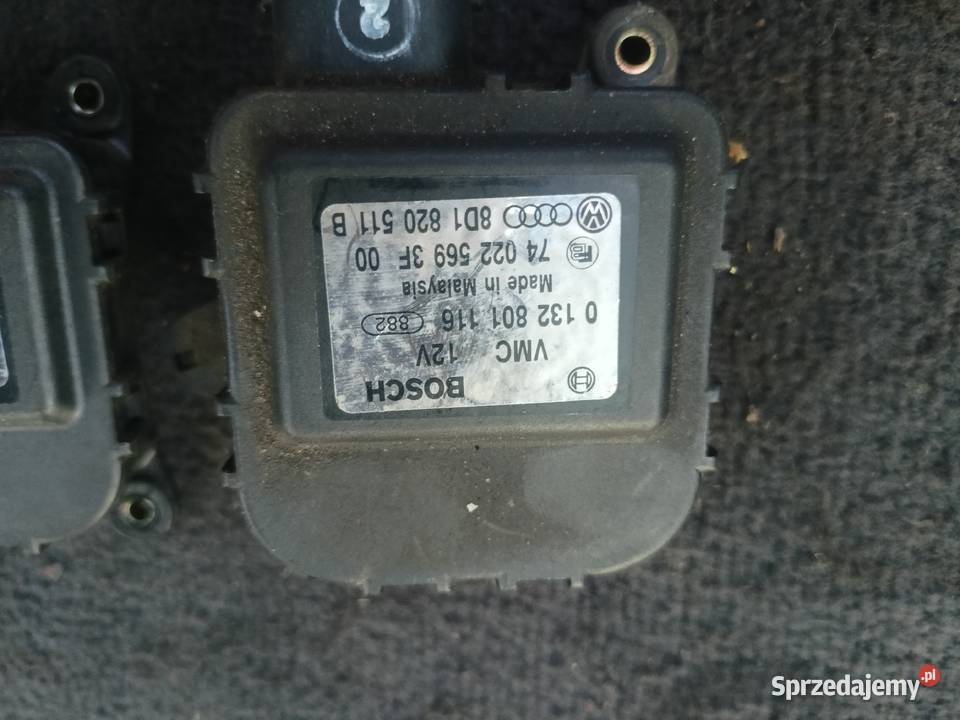 BOSCH
VMC 12V
0 132 801 116 882
Made in Malaysia
74 022 569 3F 00
8D1 820 511 B
2
Sprzedajemy.pl